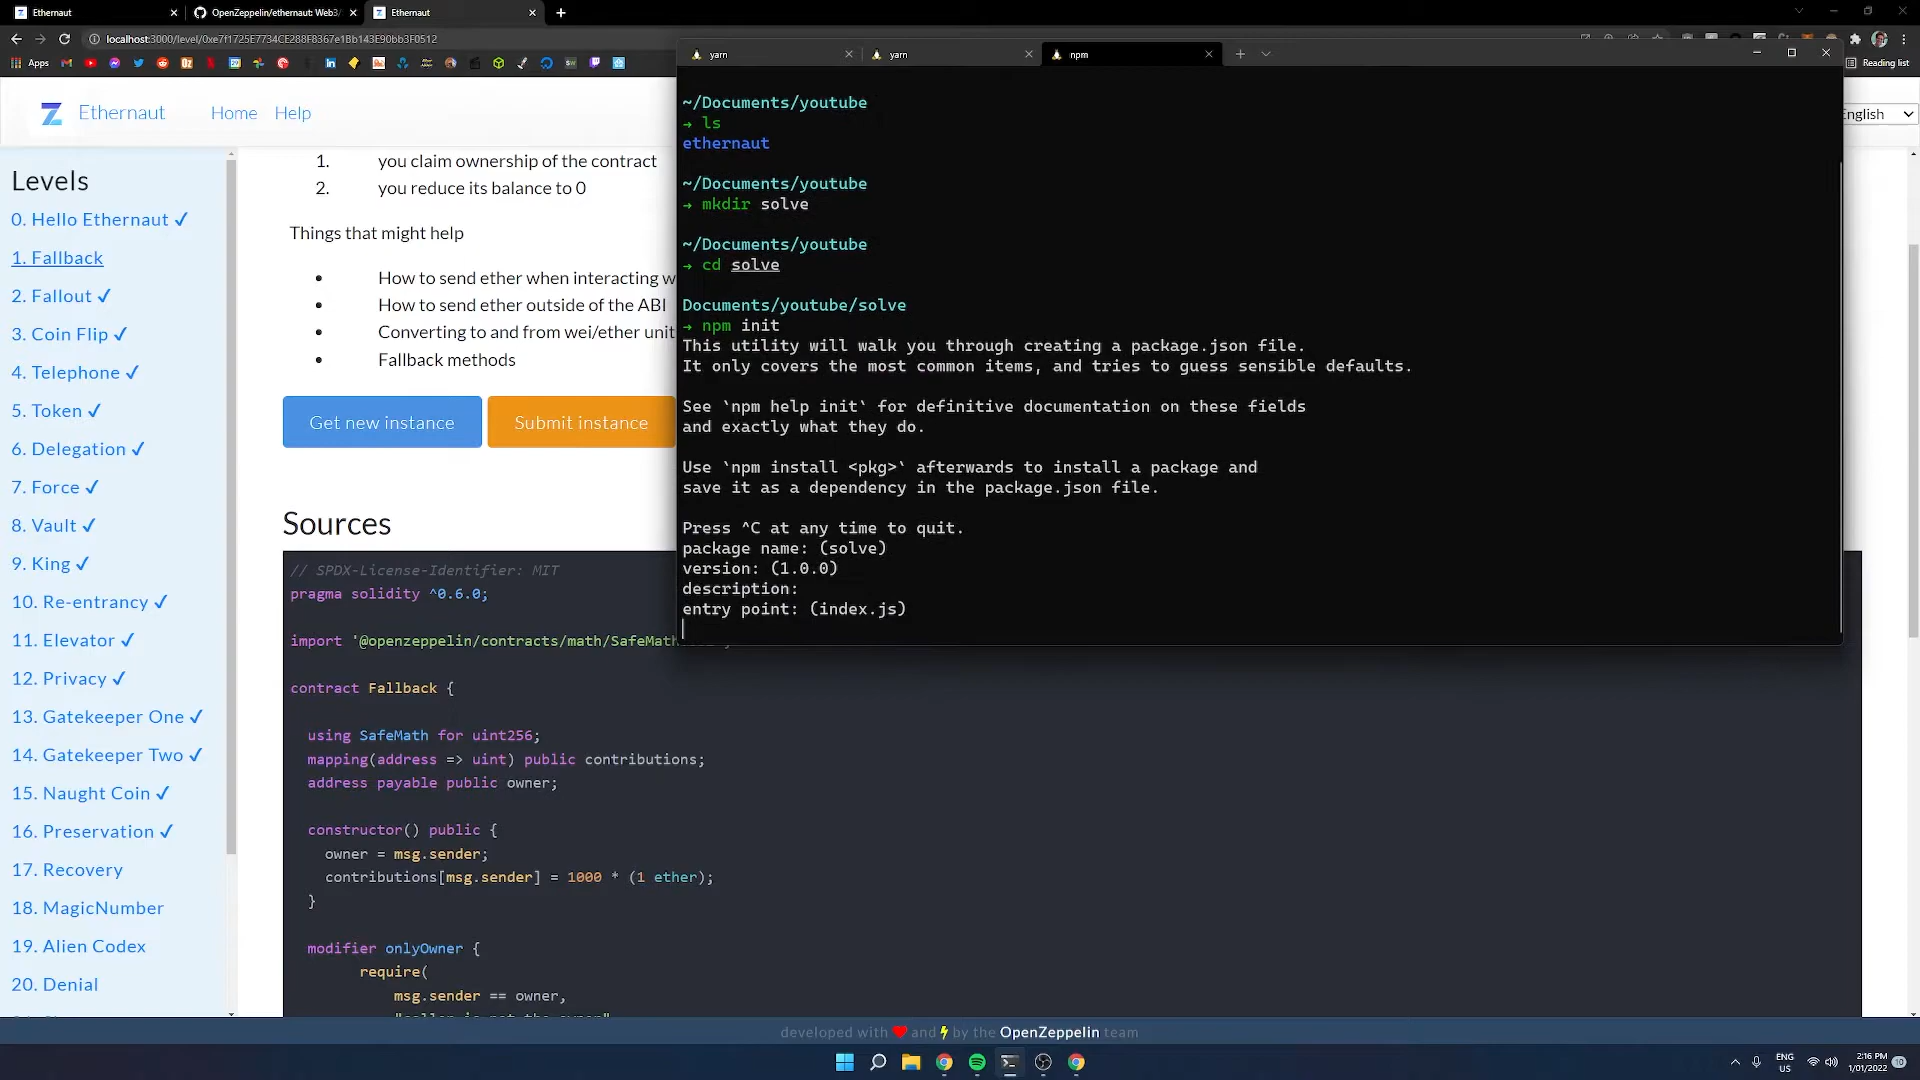 Ethernaut
OpenZeppelin/ethernaut: Web3/
Ethernaut
localhost:3000/level/0xe7f1725E7734CE288F8367e1Bb143E90bb3F0512
Apps
Reading list
Ethernaut
Home
Help
English
Levels
0. Hello Ethernaut ✓
1. Fallback
2. Fallout ✓
3. Coin Flip ✓
4. Telephone ✓
5. Token ✓
6. Delegation ✓
7. Force ✓
8. Vault ✓
9. King ✓
10. Re-entrancy ✓
11. Elevator ✓
12. Privacy ✓
13. Gatekeeper One ✓
14. Gatekeeper Two ✓
15. Naught Coin ✓
16. Preservation ✓
17. Recovery
18. MagicNumber
19. Alien Codex
20. Denial
1. you claim ownership of the contract
2. you reduce its balance to 0
Things that might help
• How to send ether when interacting w
• How to send ether outside of the ABI
• Converting to and from wei/ether unit
• Fallback methods
Get new instance
Submit instance
Sources
// SPDX-License-Identifier: MIT
pragma solidity ^0.6.0;
import '@openzeppelin/contracts/math/SafeMath
contract Fallback {
using SafeMath for uint256;
mapping(address => uint) public contributions;
address payable public owner;
constructor() public {
owner = msg.sender;
contributions[msg.sender] = 1000 * (1 ether);
}
modifier onlyOwner {
require(
msg.sender == owner,
"caller is not the owner"
yarn
yarn
npm
~/Documents/youtube
→ ls
ethernaut
~/Documents/youtube
→ mkdir solve
~/Documents/youtube
→ cd solve
Documents/youtube/solve
→ npm init
This utility will walk you through creating a package.json file.
It only covers the most common items, and tries to guess sensible defaults.
See `npm help init` for definitive documentation on these fields
and exactly what they do.
Use `npm install <pkg>` afterwards to install a package and
save it as a dependency in the package.json file.
Press ^C at any time to quit.
package name: (solve)
version: (1.0.0)
description:
entry point: (index.js)
developed with ❤ and ⚡ by the OpenZeppelin team
ENG
US
2:16 PM
1/01/2022